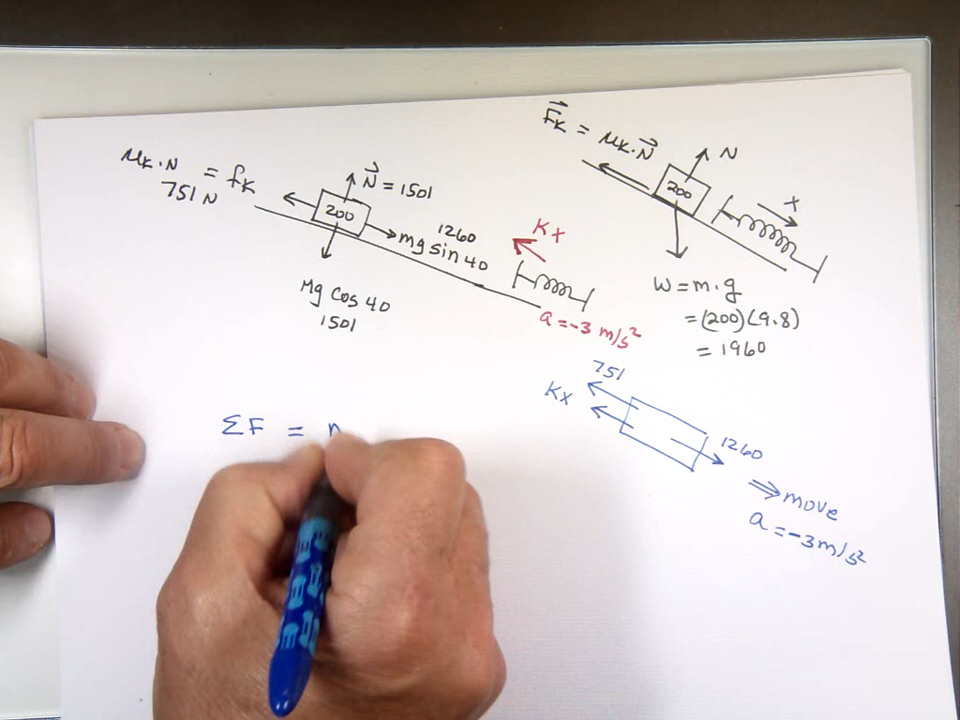 μK·N = fK
751 N
N⃗ = 1501
200
1260
mg sin 40
Mg Cos 40
1501
KX
a = -3 m/s²
F⃗K = μK·N⃗
N
200
X
W = m·g
= (200)(9.8)
= 1960
751
KX
1260
⇒ move
a = -3 m/s²
ΣF =